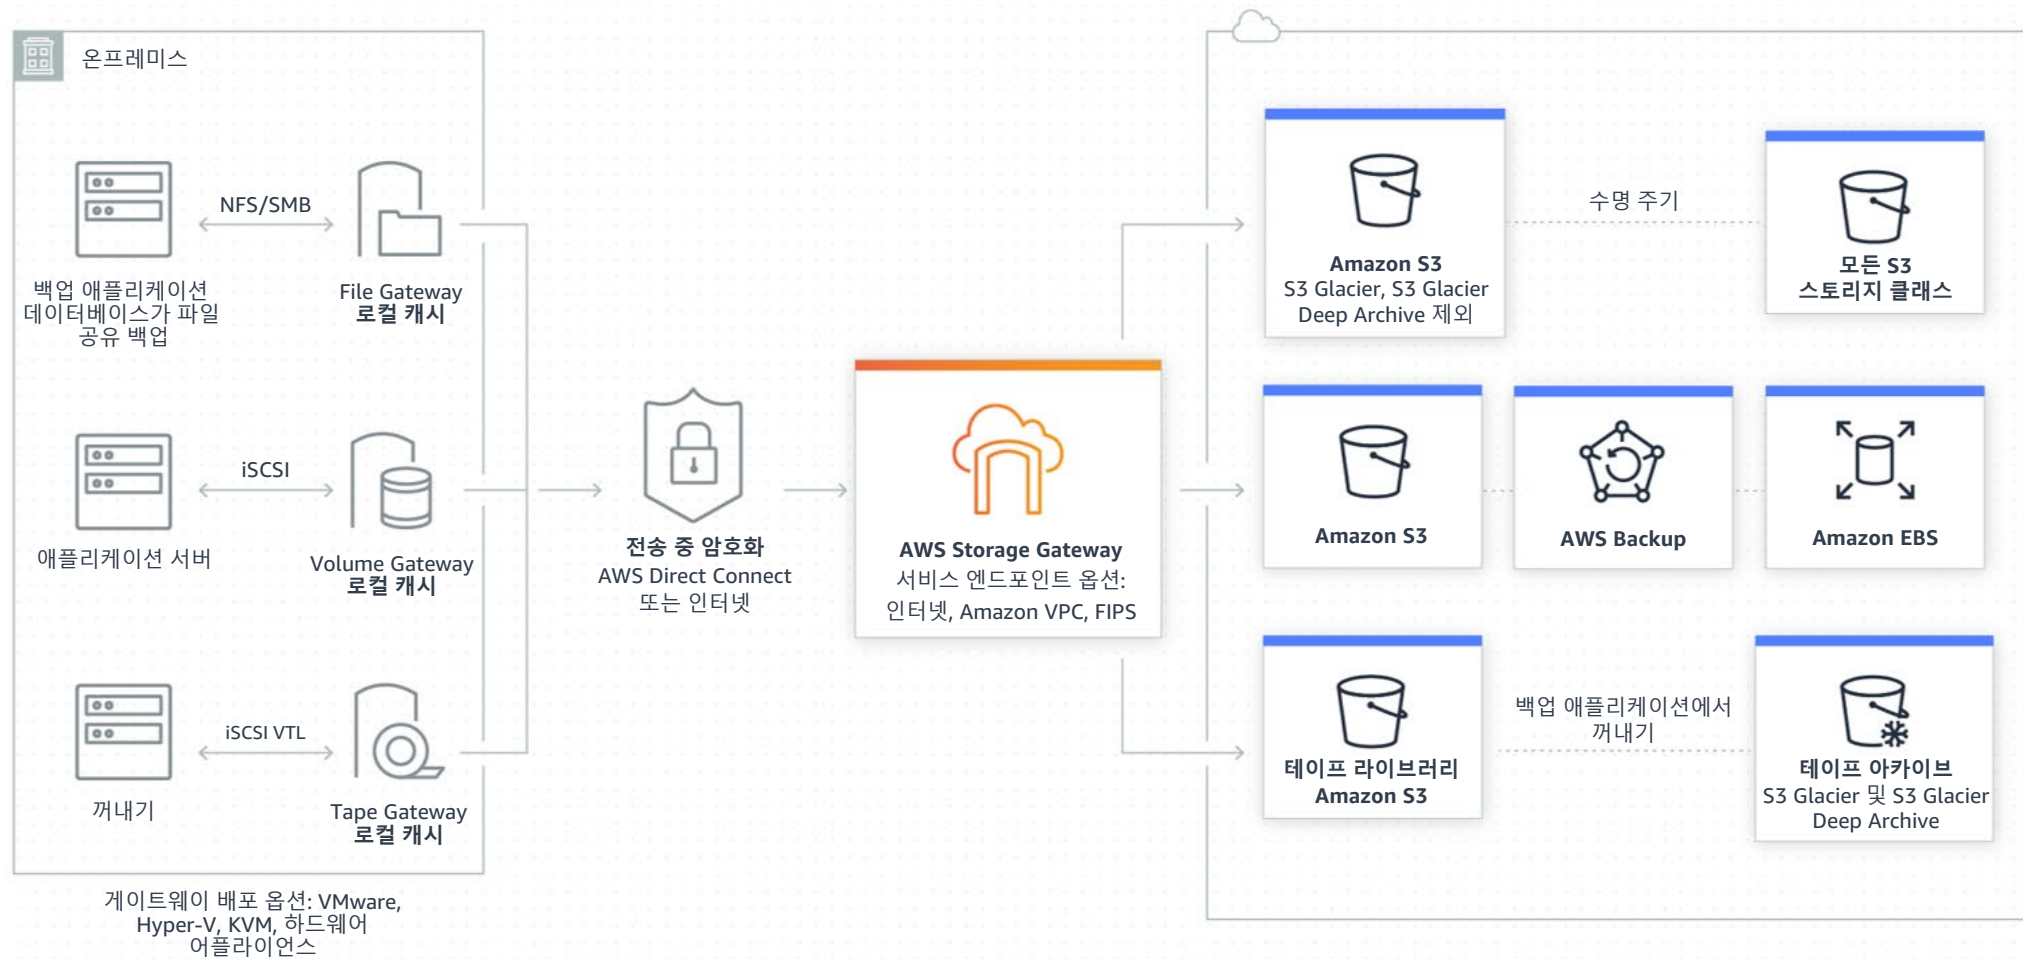 온프레미스
NFS/SMB
백업 애플리케이션
데이터베이스가 파일
공유 백업
File Gateway
로컬 캐시
iSCSI
애플리케이션 서버
Volume Gateway
로컬 캐시
iSCSI VTL
꺼내기
Tape Gateway
로컬 캐시
게이트웨이 배포 옵션: VMware,
Hyper-V, KVM, 하드웨어
어플라이언스
전송 중 암호화
AWS Direct Connect
또는 인터넷
AWS Storage Gateway
서비스 엔드포인트 옵션:
인터넷, Amazon VPC, FIPS
Amazon S3
S3 Glacier, S3 Glacier
Deep Archive 제외
수명 주기
모든 S3
스토리지 클래스
Amazon S3
AWS Backup
Amazon EBS
테이프 라이브러리
Amazon S3
백업 애플리케이션에서
꺼내기
테이프 아카이브
S3 Glacier 및 S3 Glacier
Deep Archive